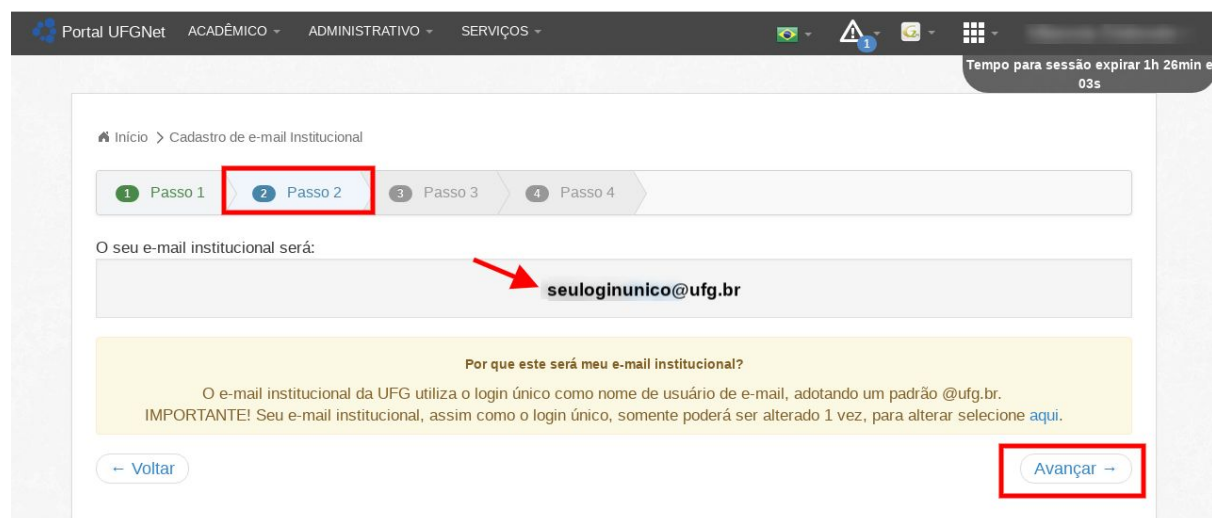 Portal UFGNet ACADÊMICO ADMINISTRATIVO SERVIÇOS
1
Tempo para sessão expirar 1h 26min e
03s
Início > Cadastro de e-mail Institucional
1 Passo 1 2 Passo 2 3 Passo 3 4 Passo 4
O seu e-mail institucional será:
seuloginunico@ufg.br
Por que este será meu e-mail institucional?
O e-mail institucional da UFG utiliza o login único como nome de usuário de e-mail, adotando um padrão @ufg.br.
IMPORTANTE! Seu e-mail institucional, assim como o login único, somente poderá ser alterado 1 vez, para alterar selecione aqui.
← Voltar Avançar →